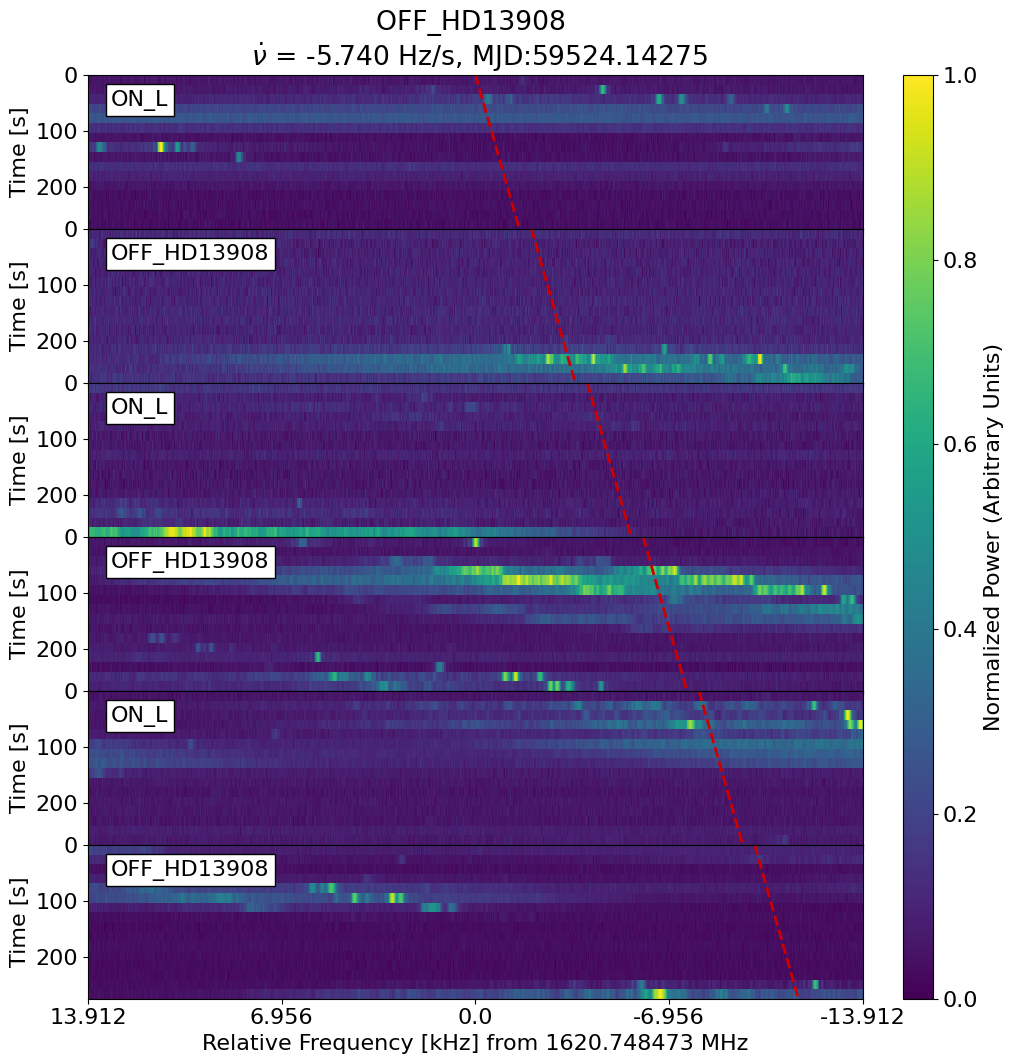 OFF_HD13908
ν̇ = -5.740 Hz/s, MJD:59524.14275
0
ON_L
100
200
Time [s]
0
OFF_HD13908
100
200
Time [s]
0
ON_L
100
200
Time [s]
0
OFF_HD13908
100
200
Time [s]
0
ON_L
100
200
Time [s]
0
OFF_HD13908
100
200
Time [s]
13.912 6.956 0.0 -6.956 -13.912
Relative Frequency [kHz] from 1620.748473 MHz
1.0
0.8
0.6
0.4
0.2
0.0
Normalized Power (Arbitrary Units)